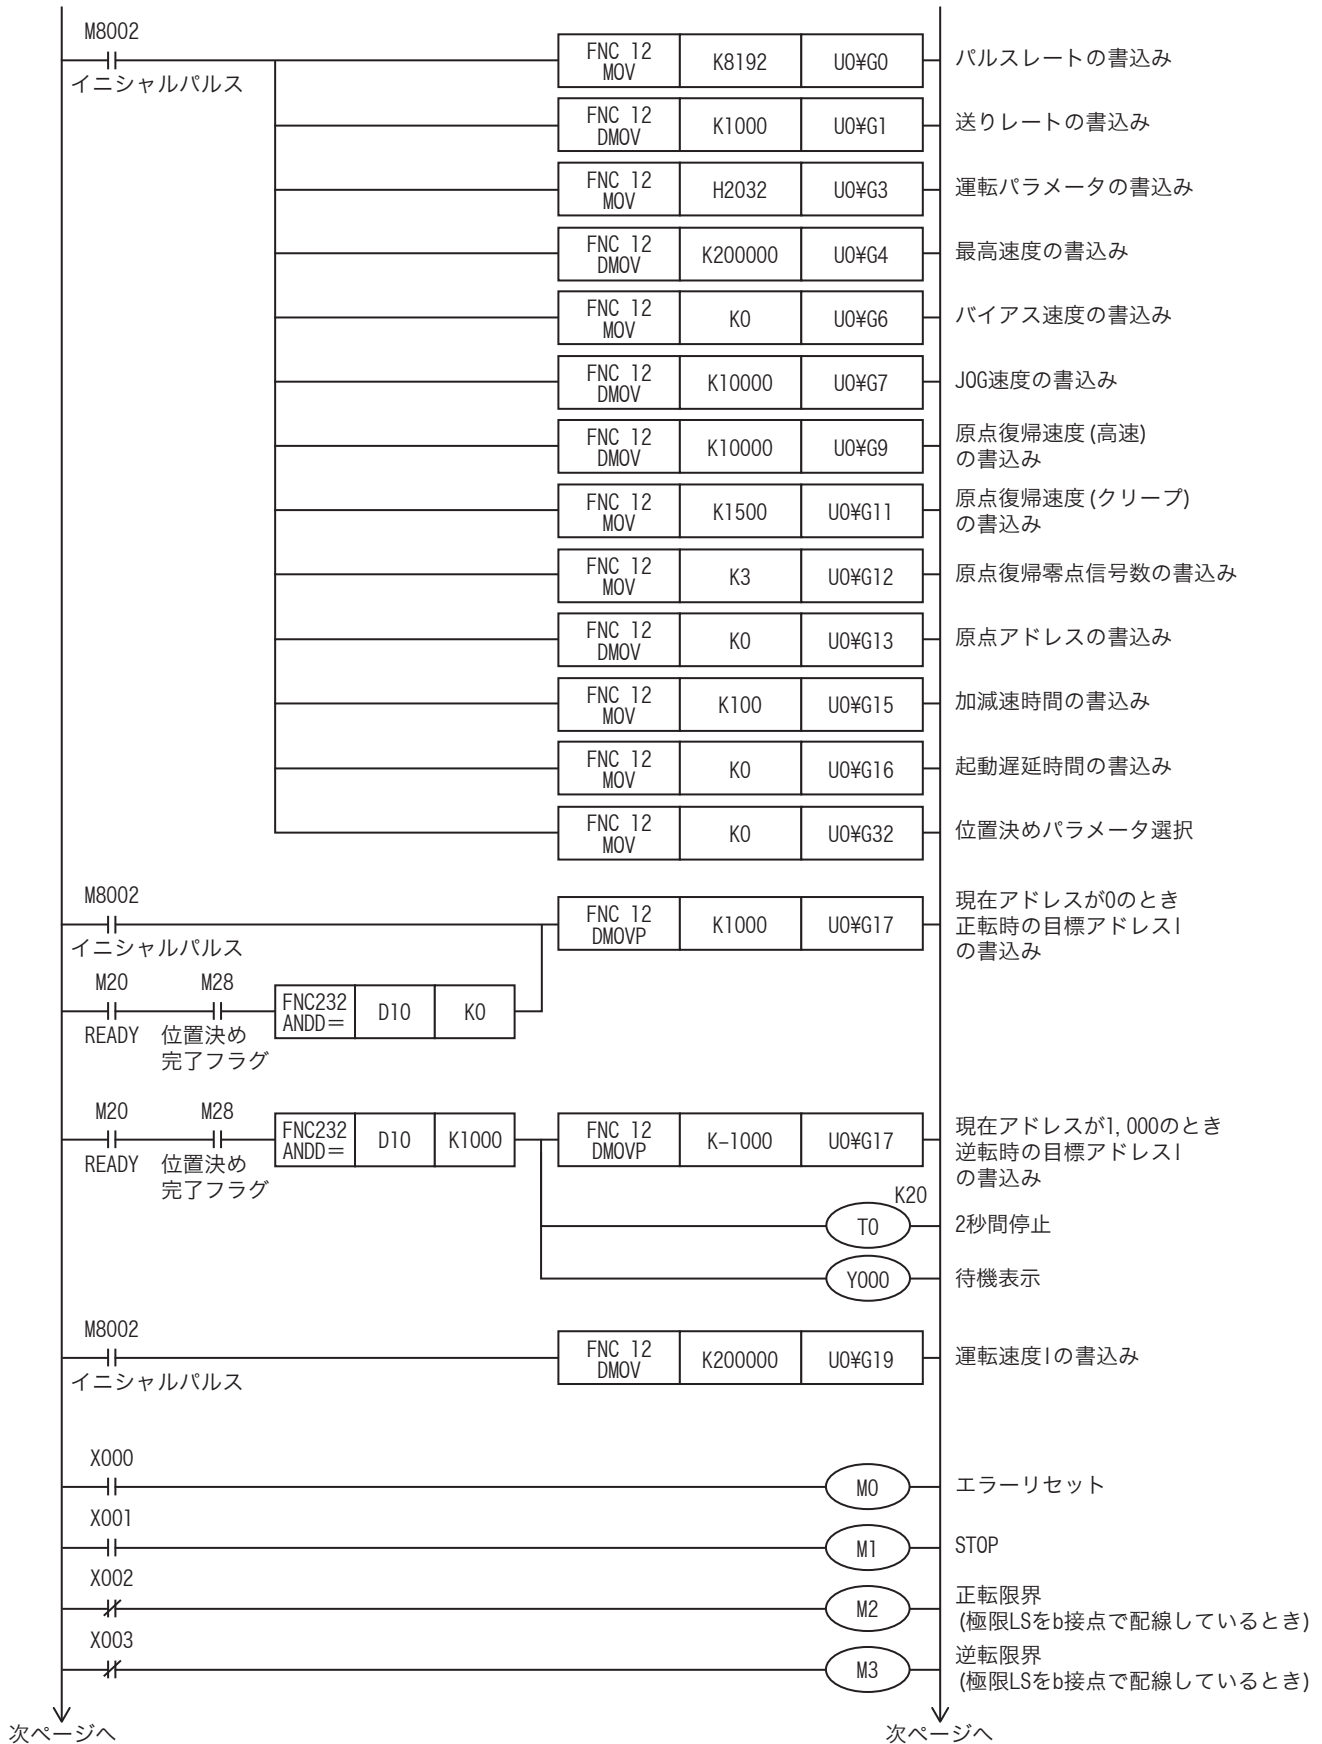 M8002
イニシャルパルス
FNC 12
MOV
K8192
U0¥G0
パルスレートの書込み
FNC 12
DMOV
K1000
U0¥G1
送りレートの書込み
FNC 12
MOV
H2032
U0¥G3
運転パラメータの書込み
FNC 12
DMOV
K200000
U0¥G4
最高速度の書込み
FNC 12
MOV
K0
U0¥G6
バイアス速度の書込み
FNC 12
DMOV
K10000
U0¥G7
JOG速度の書込み
FNC 12
DMOV
K10000
U0¥G9
原点復帰速度(高速)
の書込み
FNC 12
MOV
K1500
U0¥G11
原点復帰速度(クリープ)
の書込み
FNC 12
MOV
K3
U0¥G12
原点復帰零点信号数の書込み
FNC 12
DMOV
K0
U0¥G13
原点アドレスの書込み
FNC 12
MOV
K100
U0¥G15
加減速時間の書込み
FNC 12
MOV
K0
U0¥G16
起動遅延時間の書込み
FNC 12
MOV
K0
U0¥G32
位置決めパラメータ選択
M8002
イニシャルパルス
FNC 12
DMOVP
K1000
U0¥G17
現在アドレスが0のとき
正転時の目標アドレスI
の書込み
M20
READY
M28
位置決め
完了フラグ
FNC232
ANDD＝
D10
K0
M20
READY
M28
位置決め
完了フラグ
FNC232
ANDD＝
D10
K1000
FNC 12
DMOVP
K−1000
U0¥G17
現在アドレスが1,000のとき
逆転時の目標アドレスI
の書込み
K20
T0
2秒間停止
Y000
待機表示
M8002
イニシャルパルス
FNC 12
DMOV
K200000
U0¥G19
運転速度Iの書込み
X000
M0
エラーリセット
X001
M1
STOP
X002
M2
正転限界
(極限LSをb接点で配線しているとき)
X003
M3
逆転限界
(極限LSをb接点で配線しているとき)
次ページへ
次ページへ